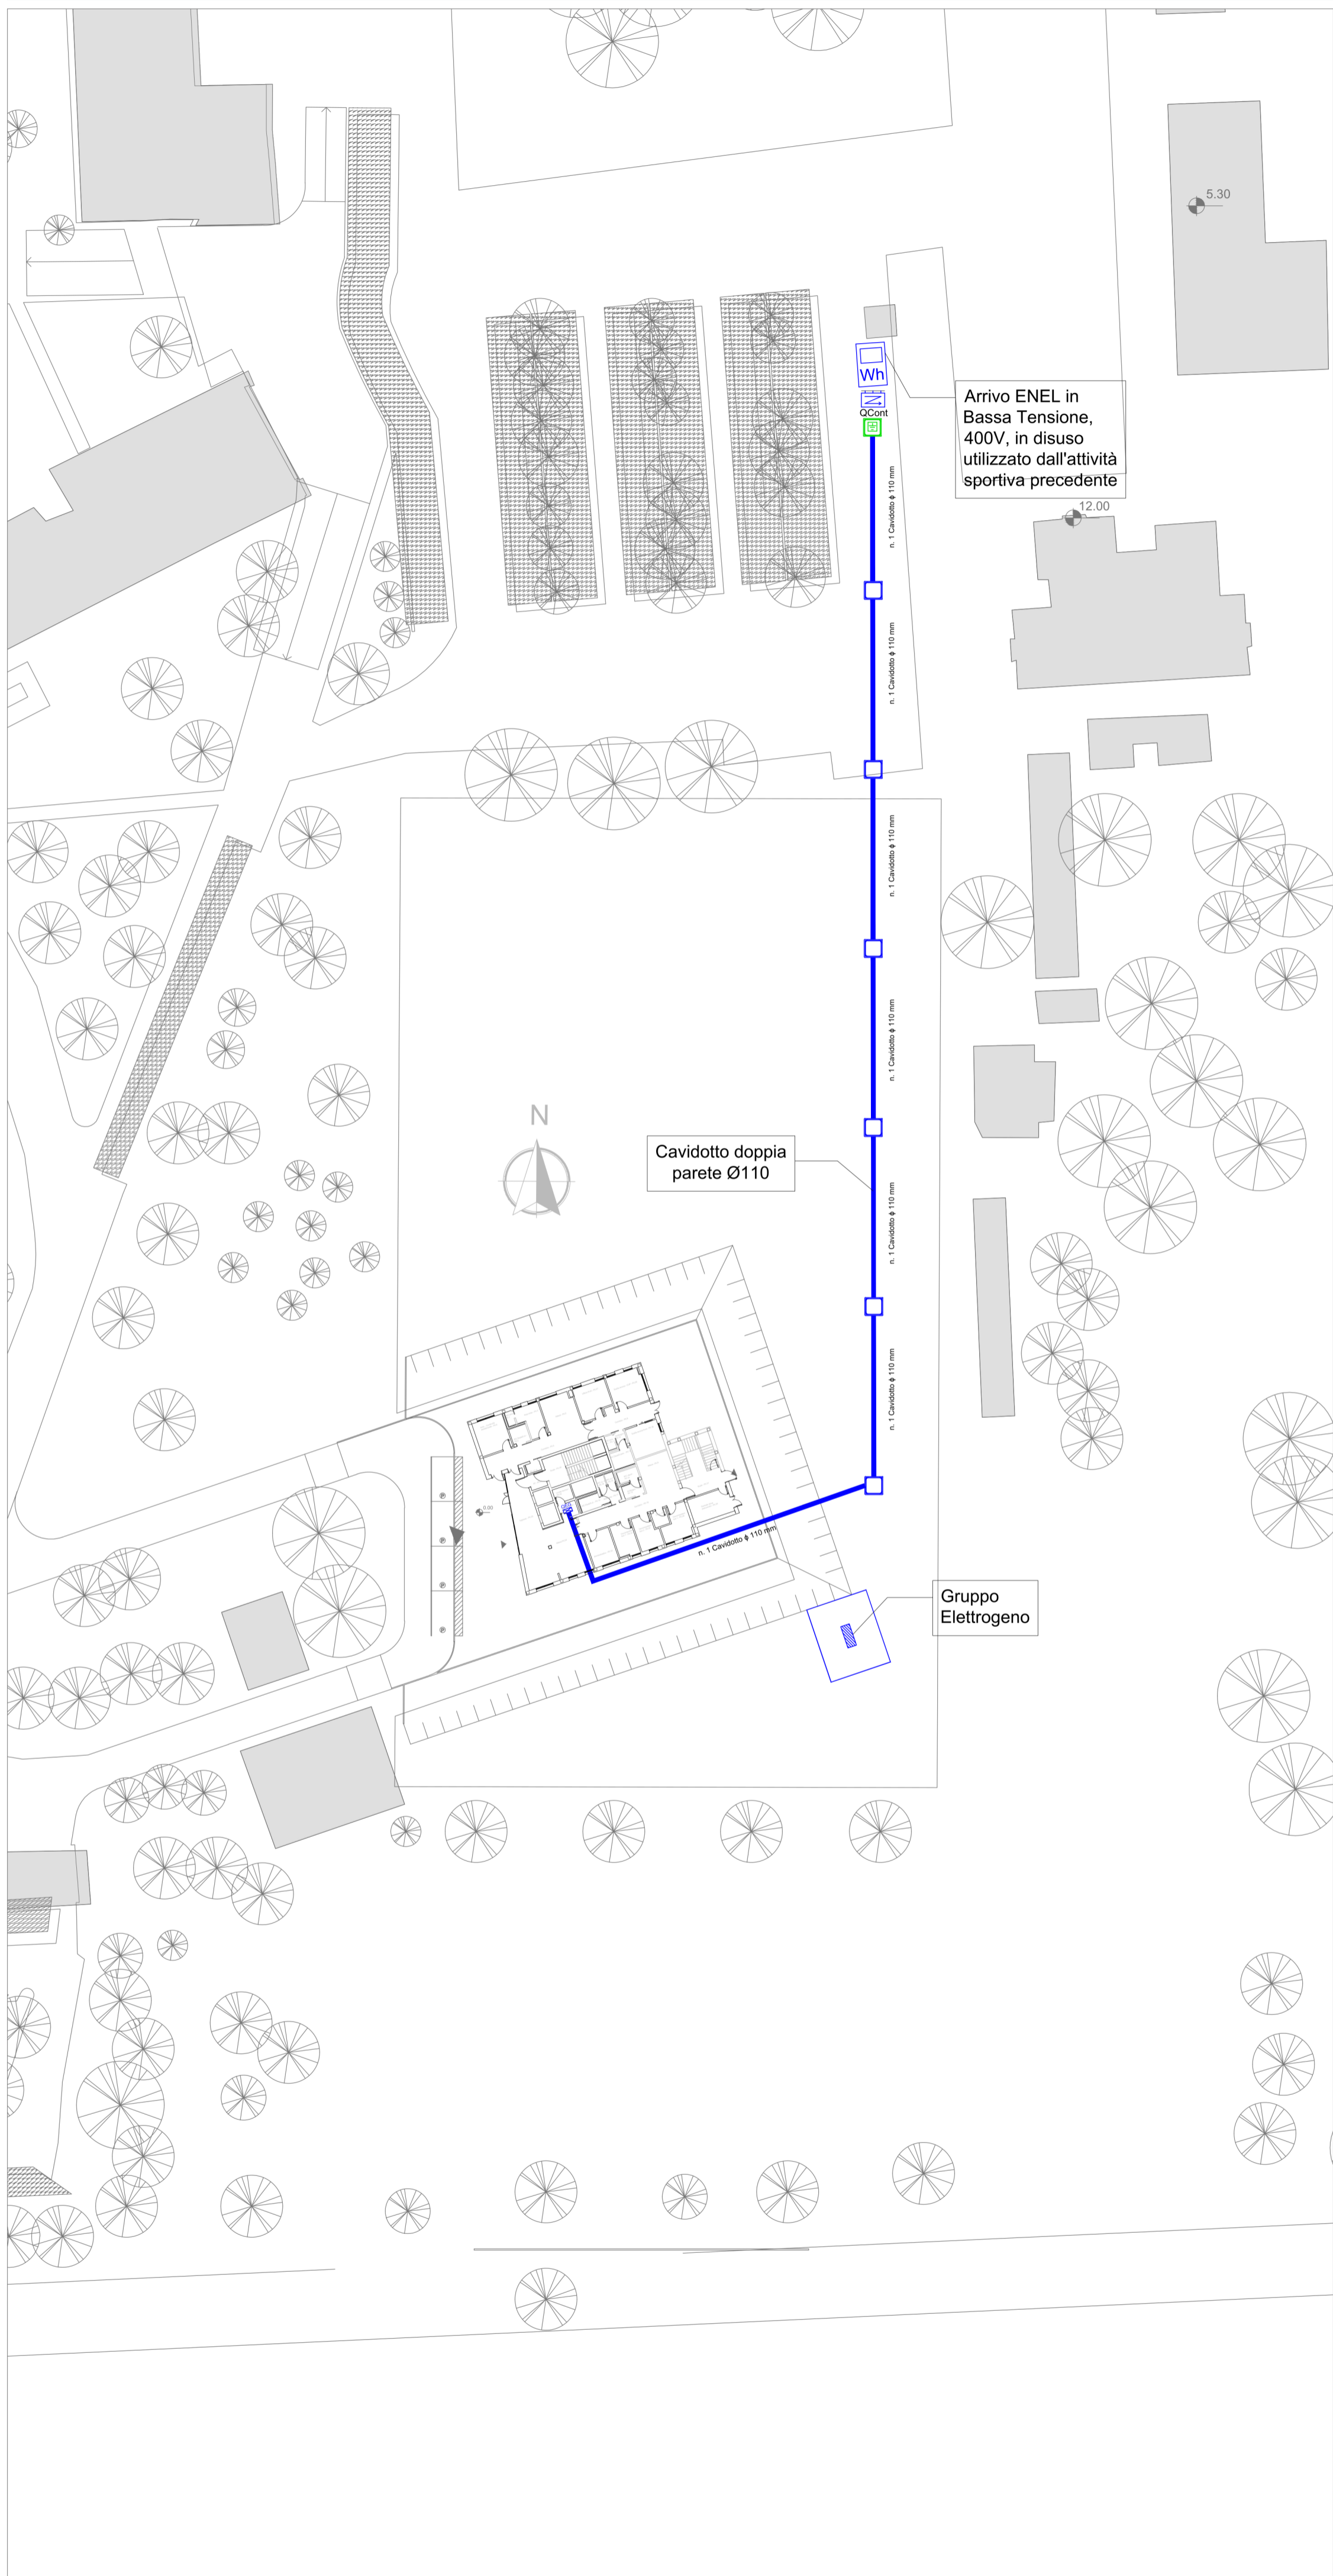 5.30
Wh
QCont
Arrivo ENEL in
Bassa Tensione,
400V, in disuso
utilizzato dall'attività
sportiva precedente
n. 1 Cavidotto ϕ 110 mm
12.00
n. 1 Cavidotto ϕ 110 mm
n. 1 Cavidotto ϕ 110 mm
n. 1 Cavidotto ϕ 110 mm
N
Cavidotto doppia
parete Ø110
n. 1 Cavidotto ϕ 110 mm
n. 1 Cavidotto ϕ 110 mm
P
0.00
P
n. 1 Cavidotto ϕ 110 mm
P
P
Gruppo
Elettrogeno